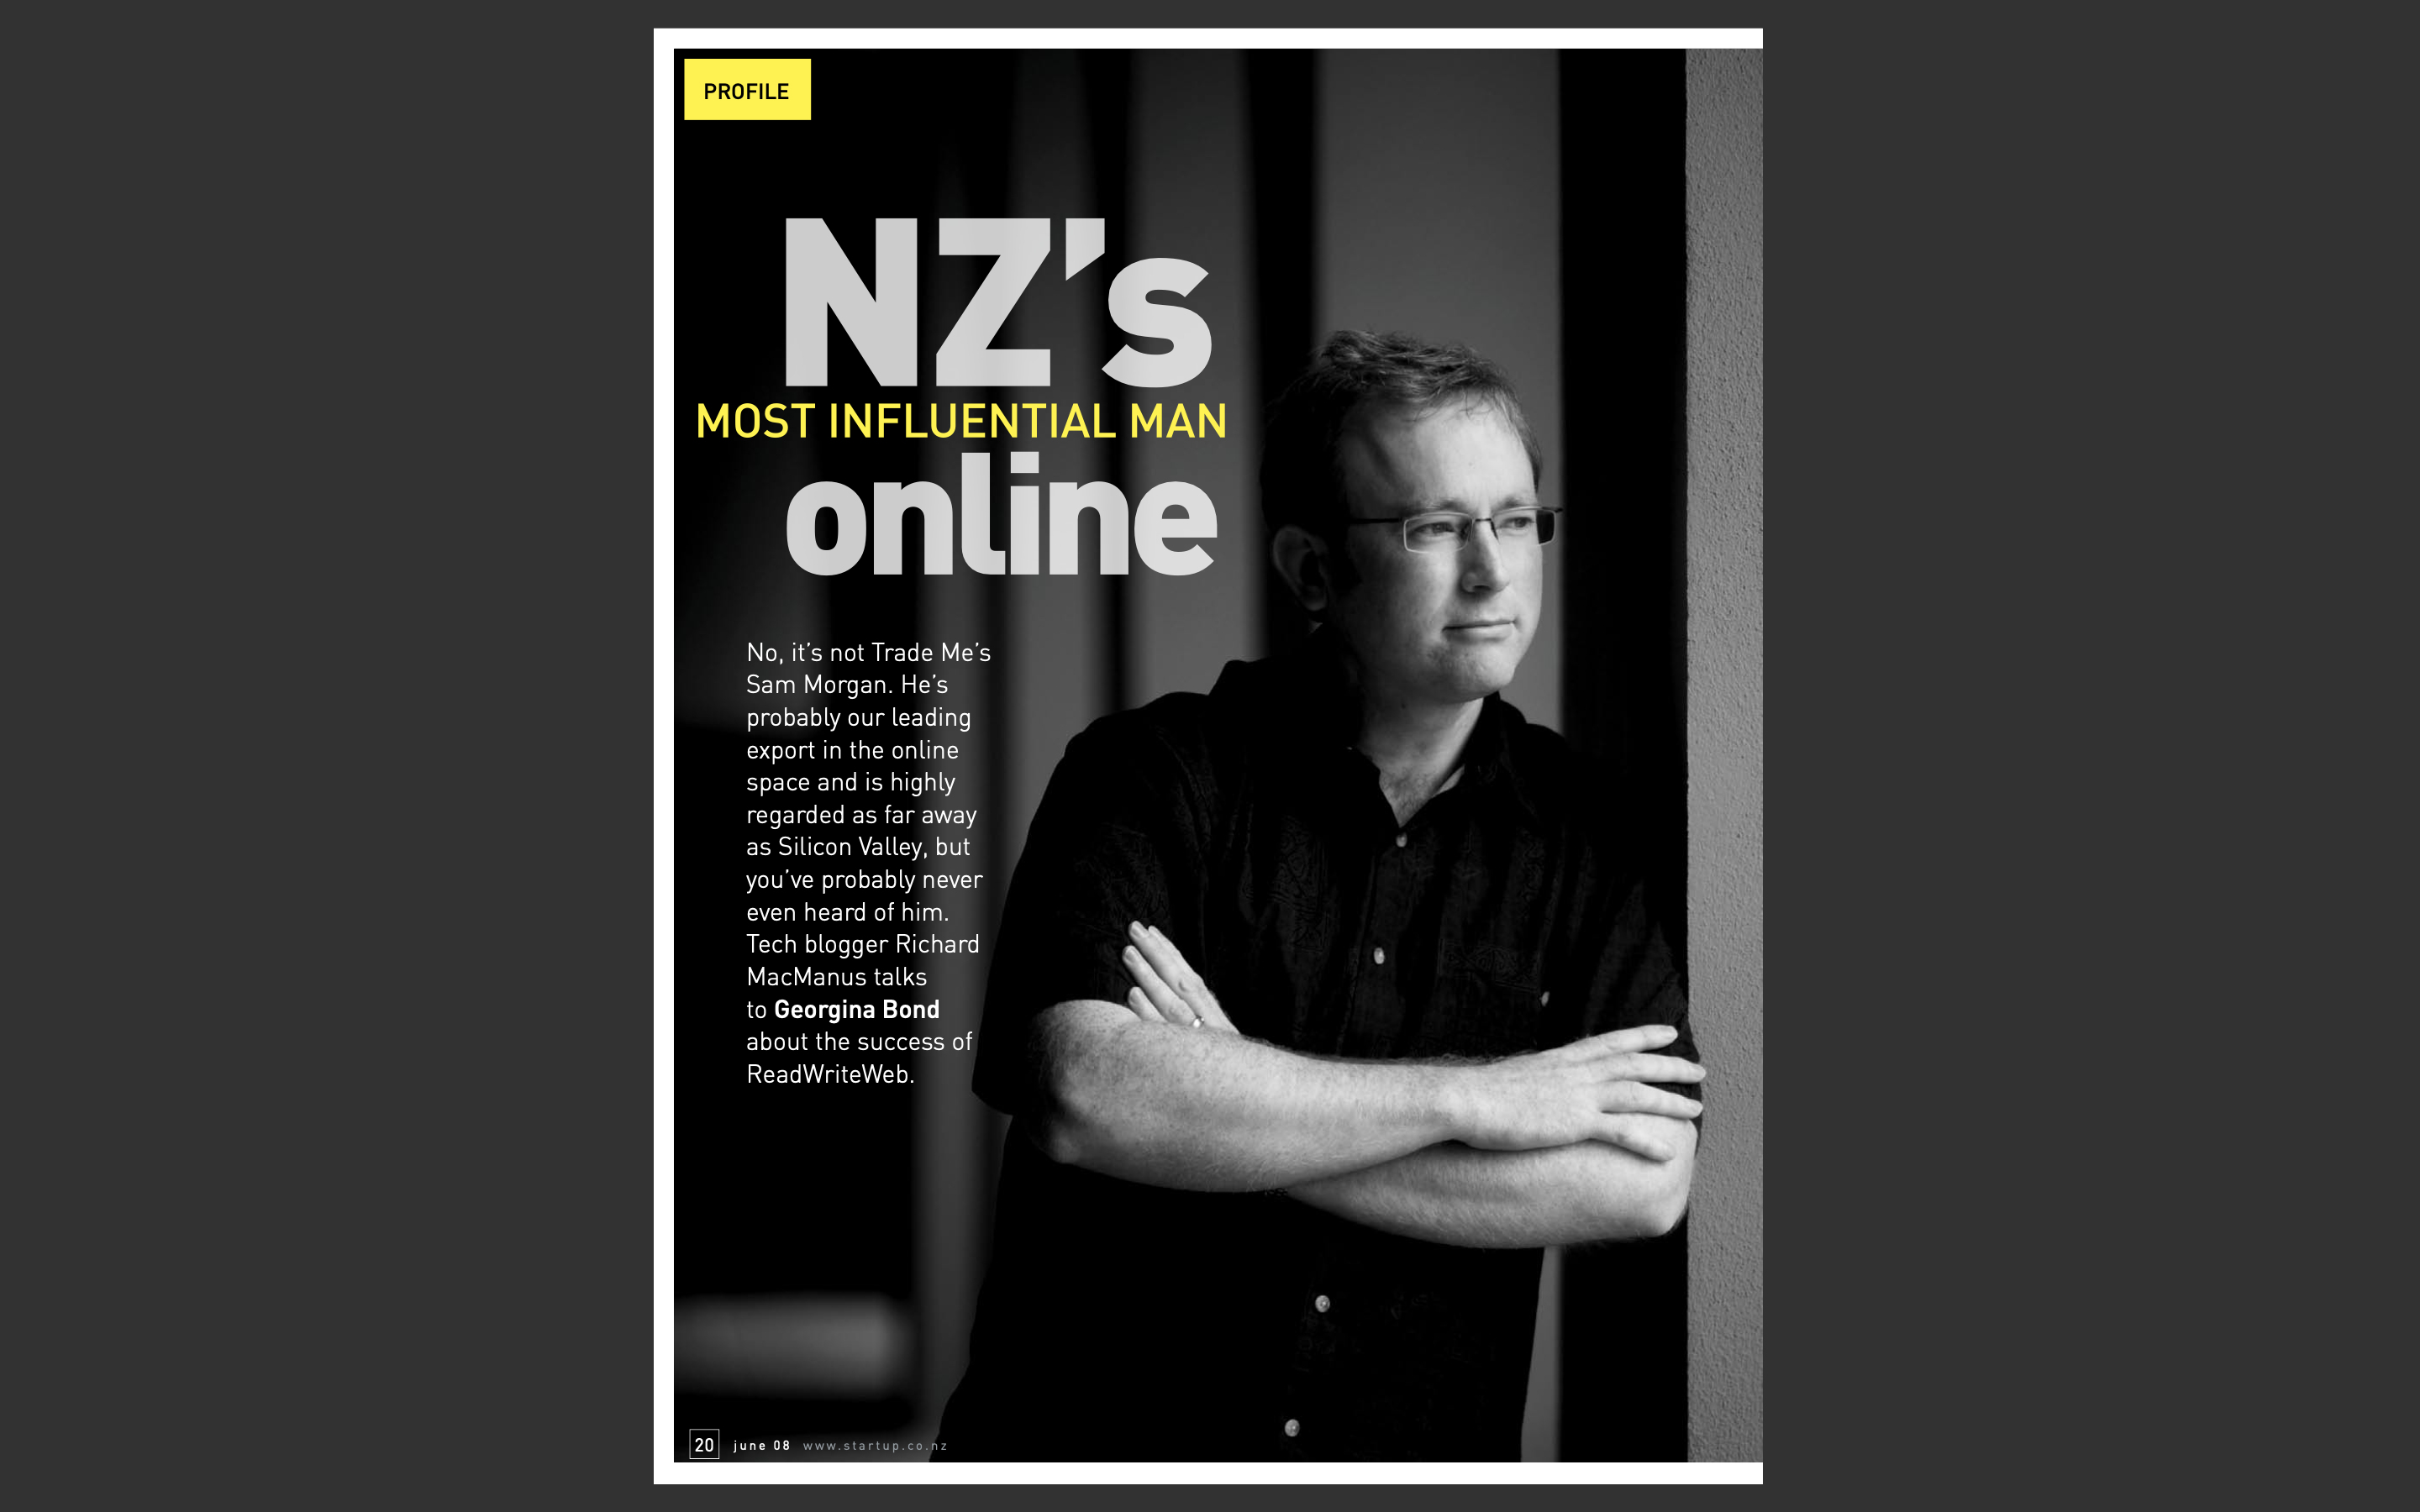 PROFILE
NZ’s
MOST INFLUENTIAL MAN
online
No, it’s not Trade Me’s
Sam Morgan. He’s
probably our leading
export in the online
space and is highly
regarded as far away
as Silicon Valley, but
you’ve probably never
even heard of him.
Tech blogger Richard
MacManus talks
to Georgina Bond
about the success of
ReadWriteWeb.
20 june 08 www.startup.co.nz